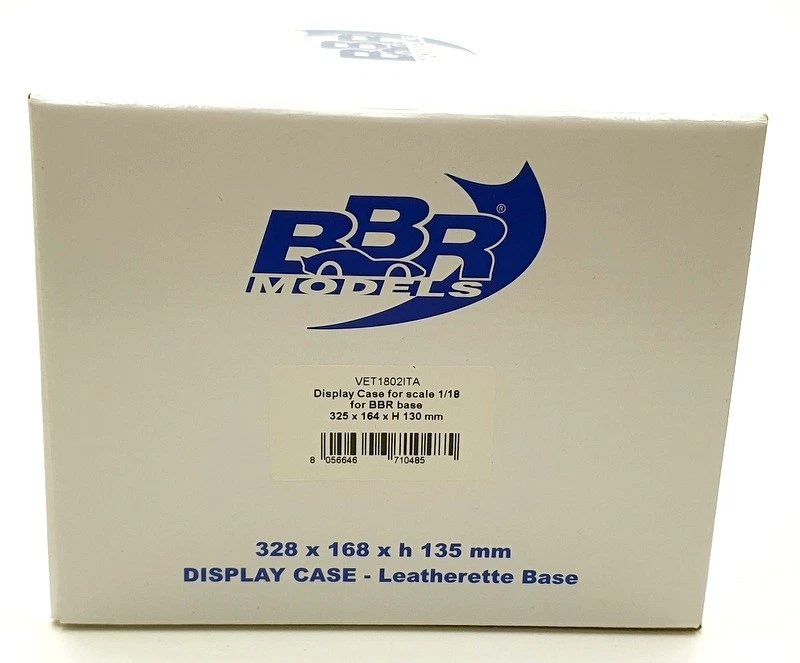 BBR
BBR®
MODELS
VET1802ITA
Display Case for scale 1/18
for BBR base
325 x 164 x H 130 mm
8 056646 710485
328 x 168 x h 135 mm
DISPLAY CASE - Leatherette Base